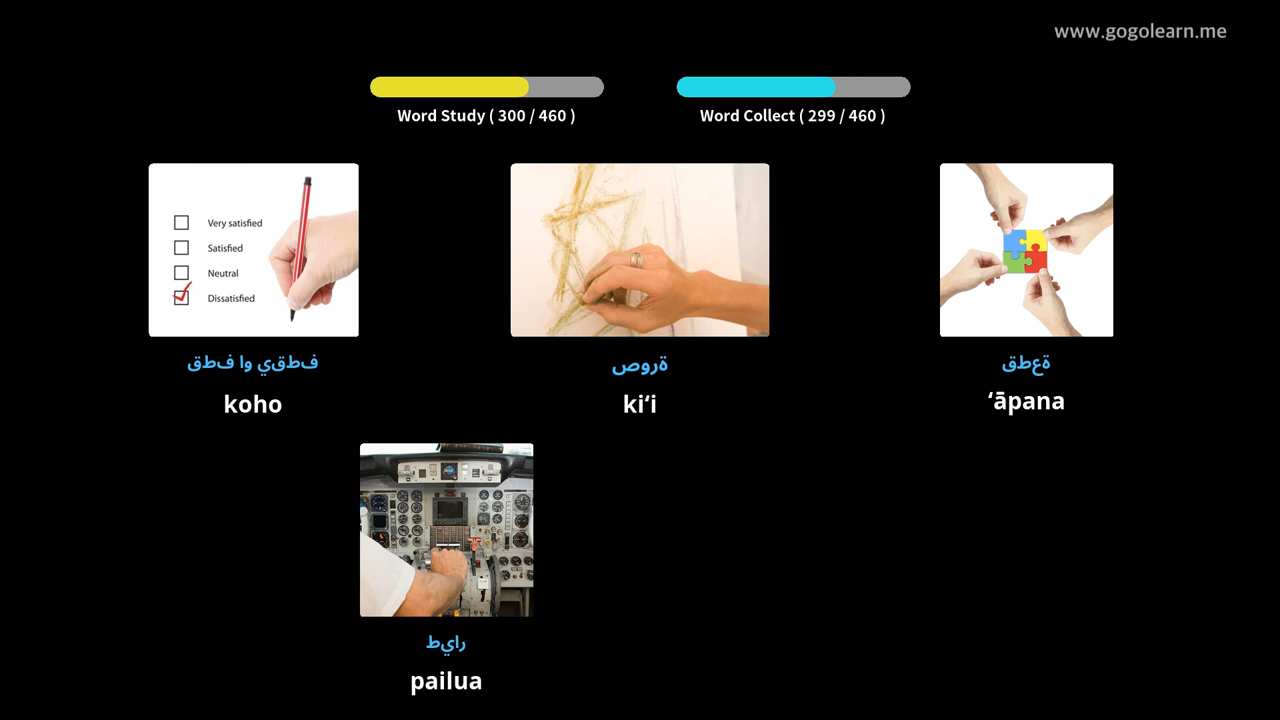 www.gogolearn.me
Word Study ( 300 / 460 )
Word Collect ( 299 / 460 )
Very satisfied
Satisfied
Neutral
Dissatisfied
فطقي وا فطق
koho
ةروص
kiʻi
ةعطق
ʻāpana
رايط
pailua